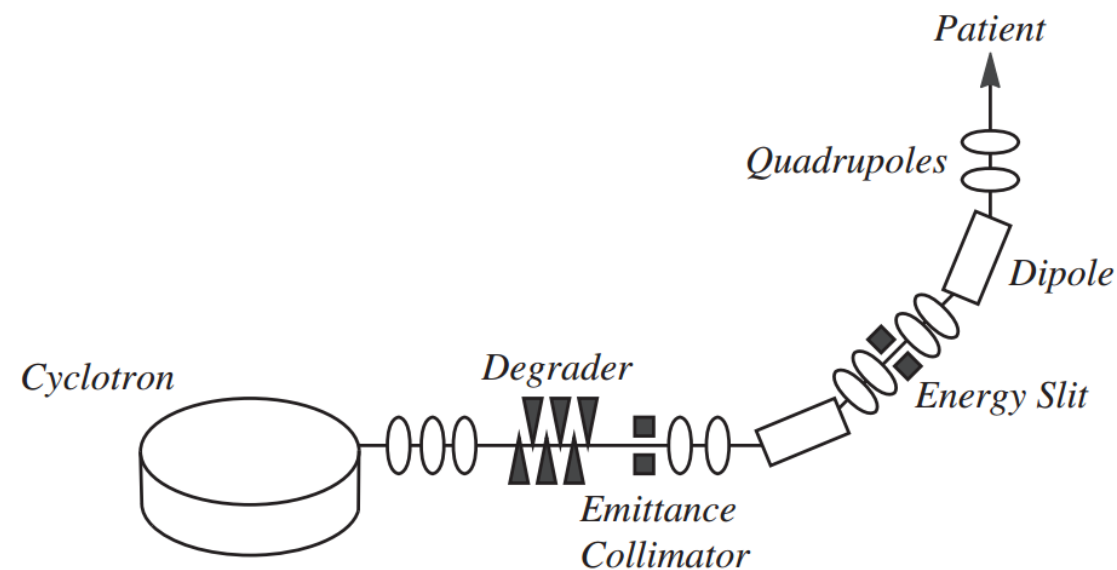 Patient
Quadrupoles
Dipole
Cyclotron
Degrader
Energy Slit
Emittance
Collimator